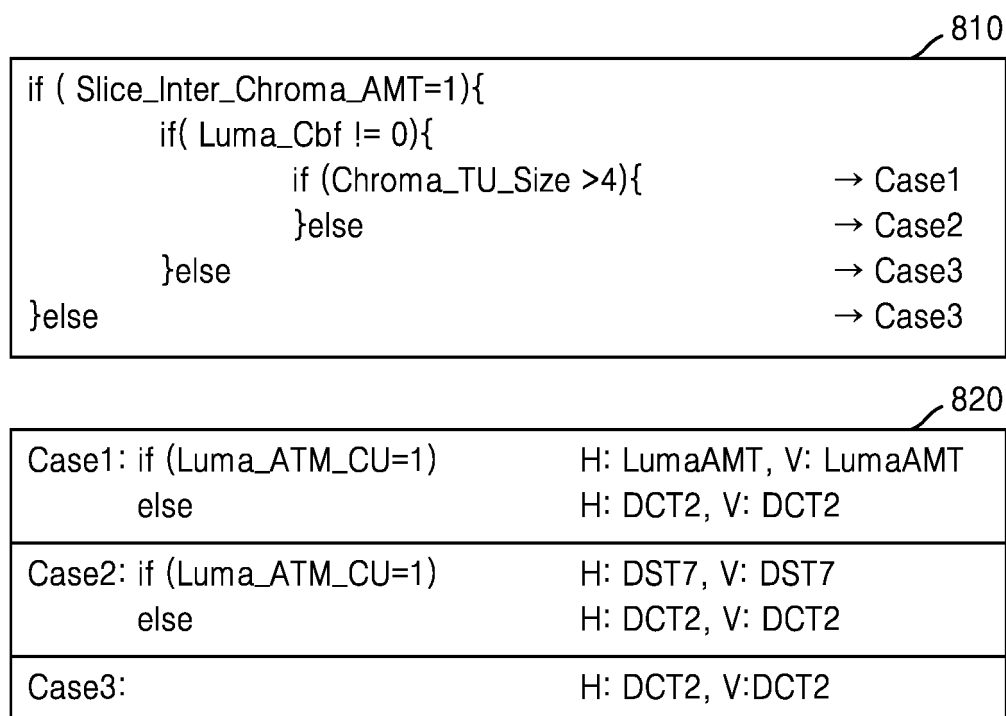 810
if ( Slice_Inter_Chroma_AMT=1){
if( Luma_Cbf != 0){
if (Chroma_TU_Size >4){ → Case1
}else → Case2
}else → Case3
}else → Case3
820
Case1: if (Luma_ATM_CU=1) H: LumaAMT, V: LumaAMT
else H: DCT2, V: DCT2
Case2: if (Luma_ATM_CU=1) H: DST7, V: DST7
else H: DCT2, V: DCT2
Case3: H: DCT2, V:DCT2